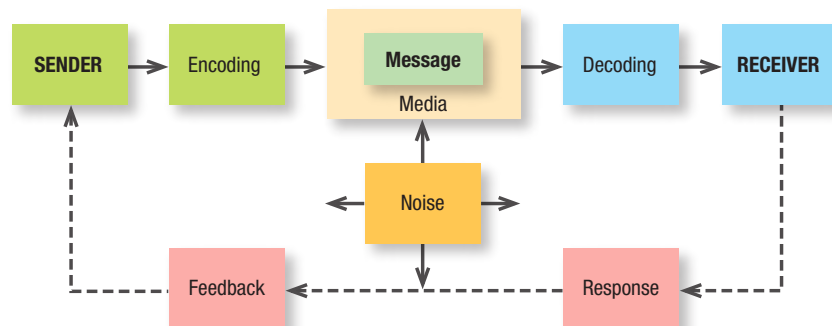 SENDER
Encoding
Message
Media
Decoding
RECEIVER
Noise
Feedback
Response